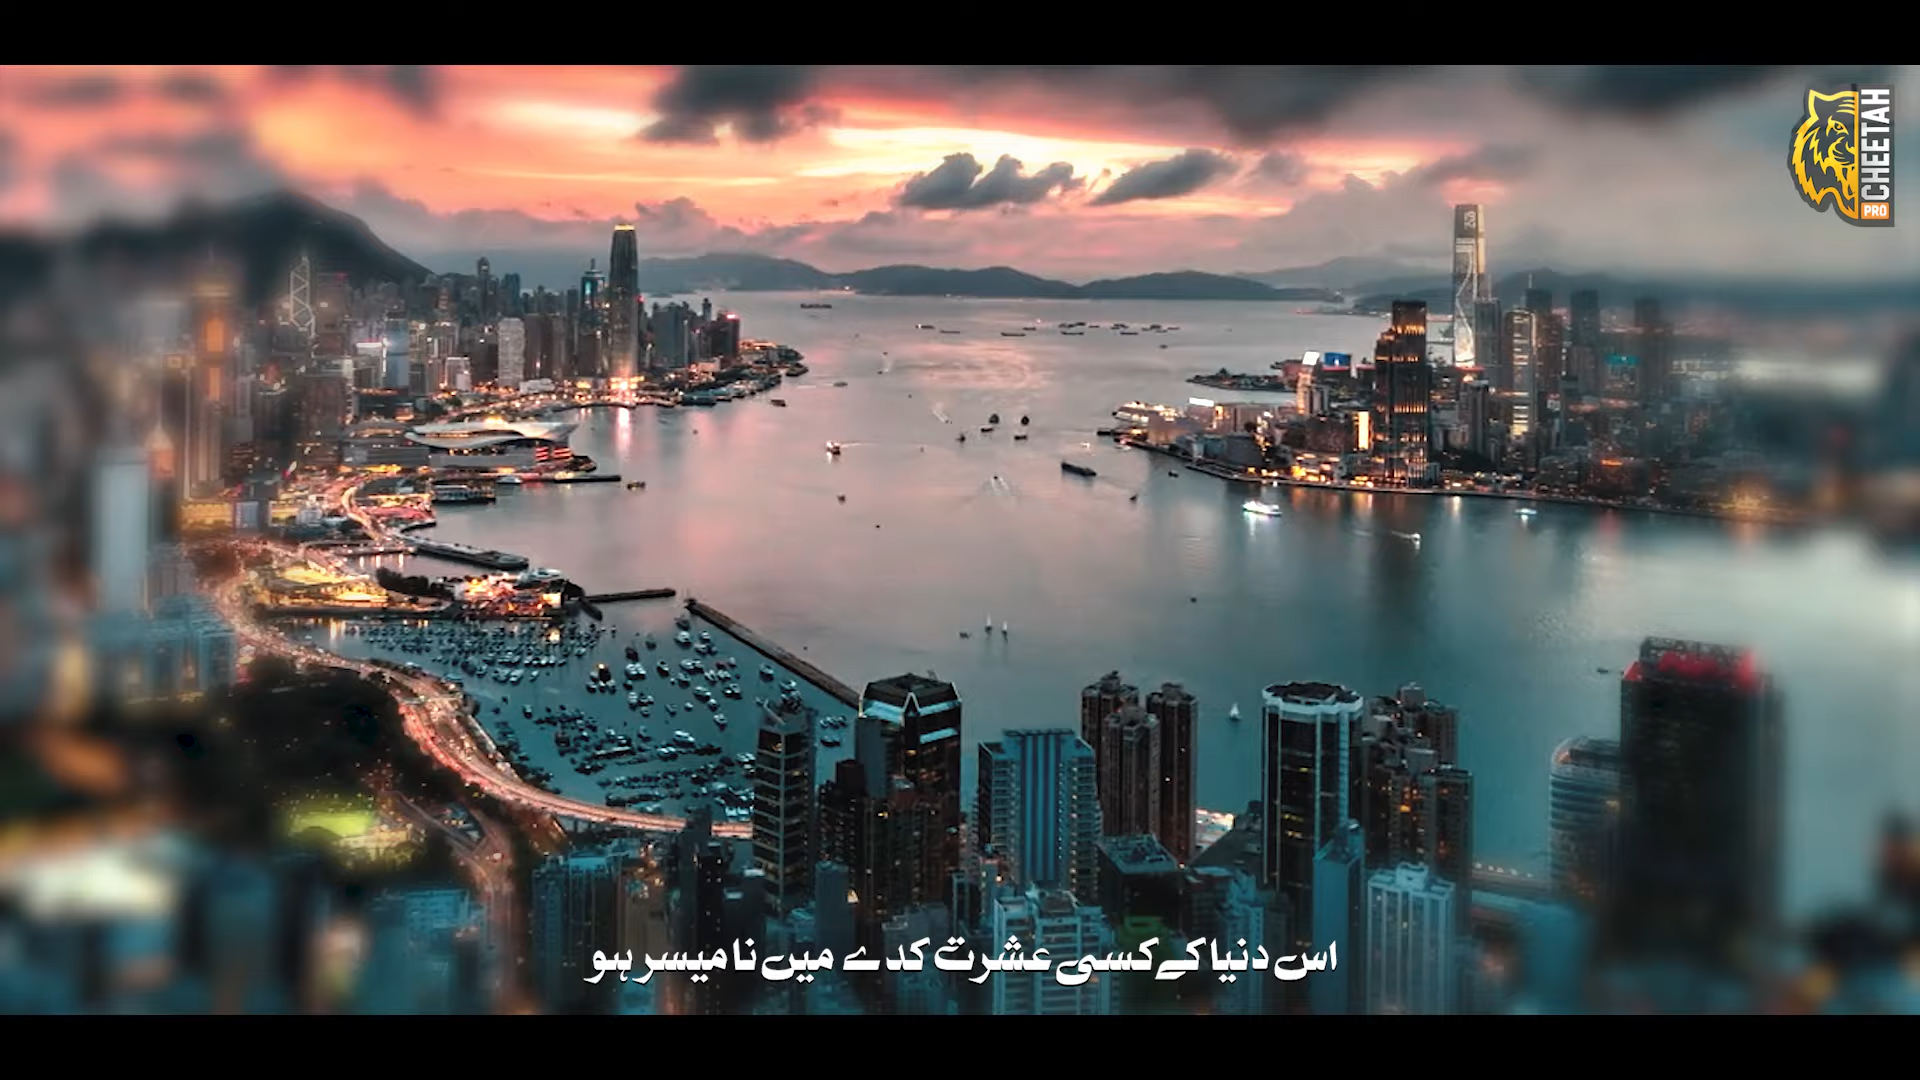 CHEETAH
PRO
اس دنیا کے کسی عشرت کدے میں نا میسر ہو